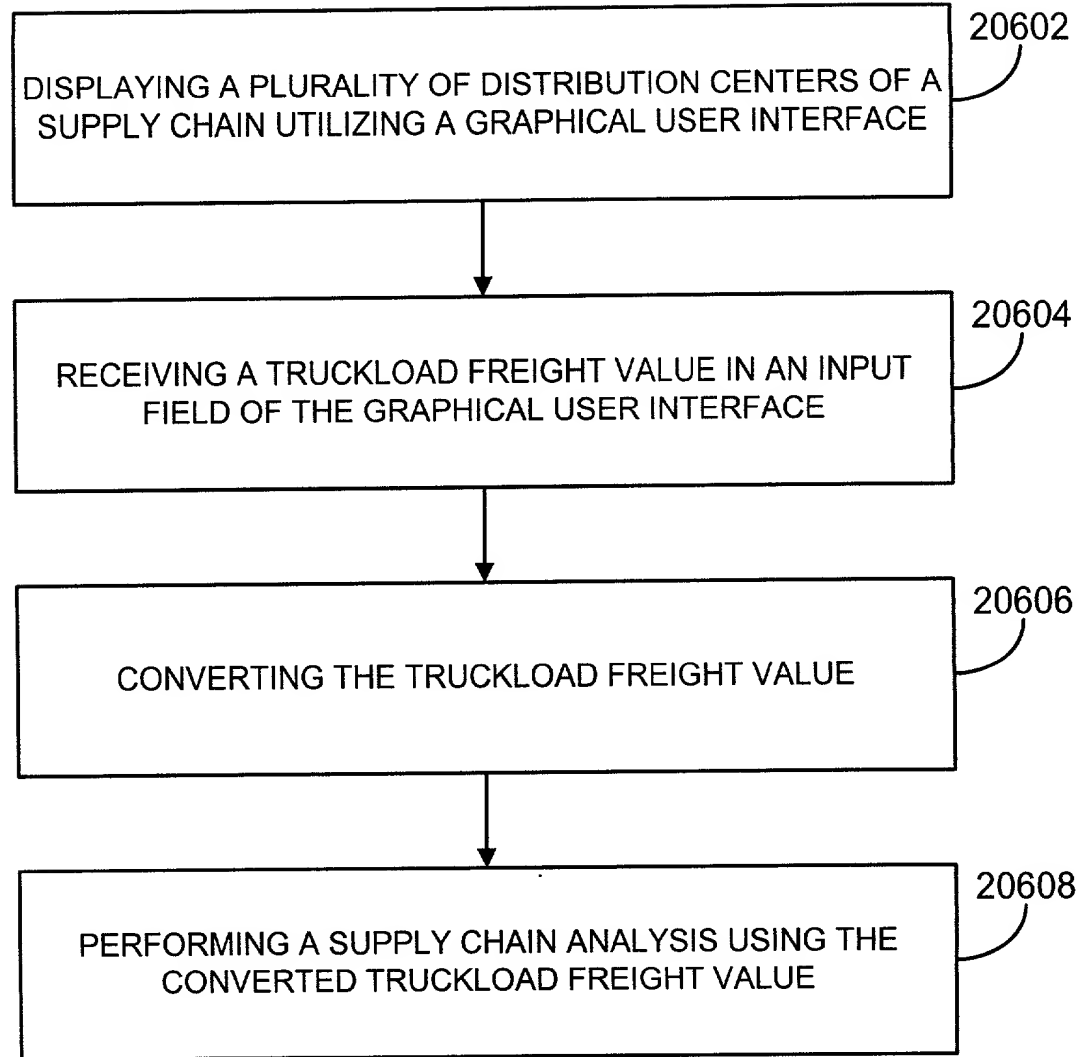 20602
DISPLAYING A PLURALITY OF DISTRIBUTION CENTERS OF A
SUPPLY CHAIN UTILIZING A GRAPHICAL USER INTERFACE
20604
RECEIVING A TRUCKLOAD FREIGHT VALUE IN AN INPUT
FIELD OF THE GRAPHICAL USER INTERFACE
20606
CONVERTING THE TRUCKLOAD FREIGHT VALUE
20608
PERFORMING A SUPPLY CHAIN ANALYSIS USING THE
CONVERTED TRUCKLOAD FREIGHT VALUE